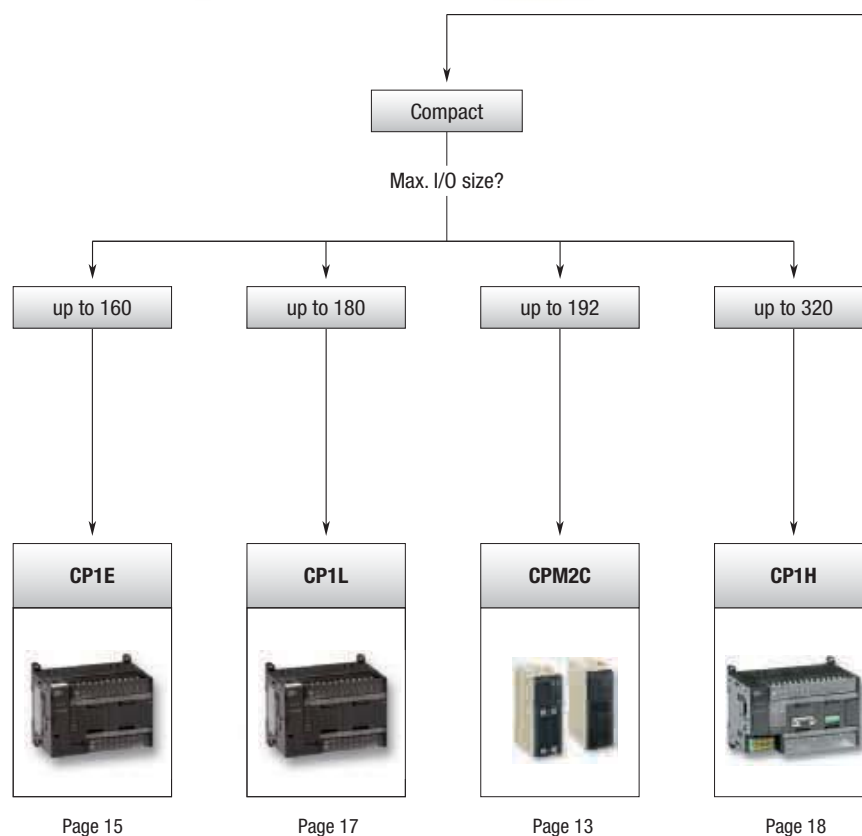 Compact
Max. I/O size?
up to 160
up to 180
up to 192
up to 320
CP1E
CP1L
CPM2C
CP1H
Page 15
Page 17
Page 13
Page 18